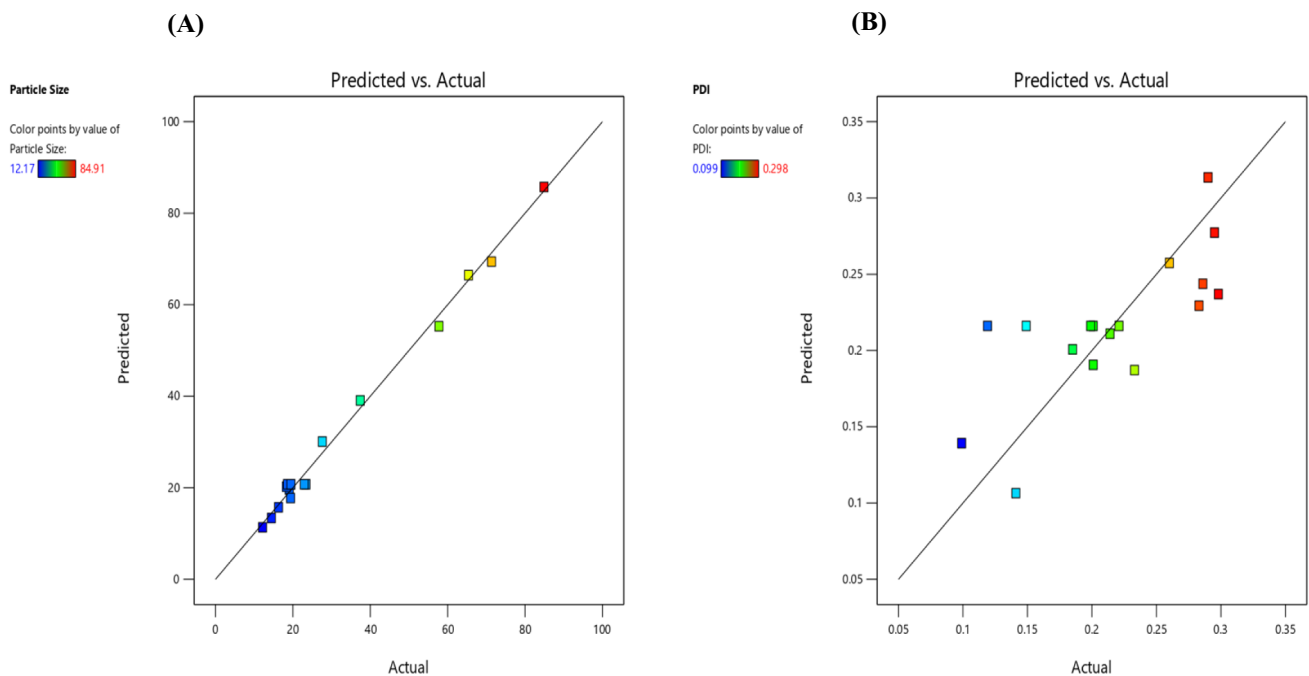 (A)
Particle Size
Color points by value of
Particle Size:
12.17 84.91
Predicted vs. Actual
100
80
60
40
20
0
Predicted
0 20 40 60 80 100
Actual
(B)
PDI
Color points by value of
PDI:
0.099 0.298
Predicted vs. Actual
0.35
0.3
0.25
0.2
0.15
0.1
0.05
Predicted
0.05 0.1 0.15 0.2 0.25 0.3 0.35
Actual